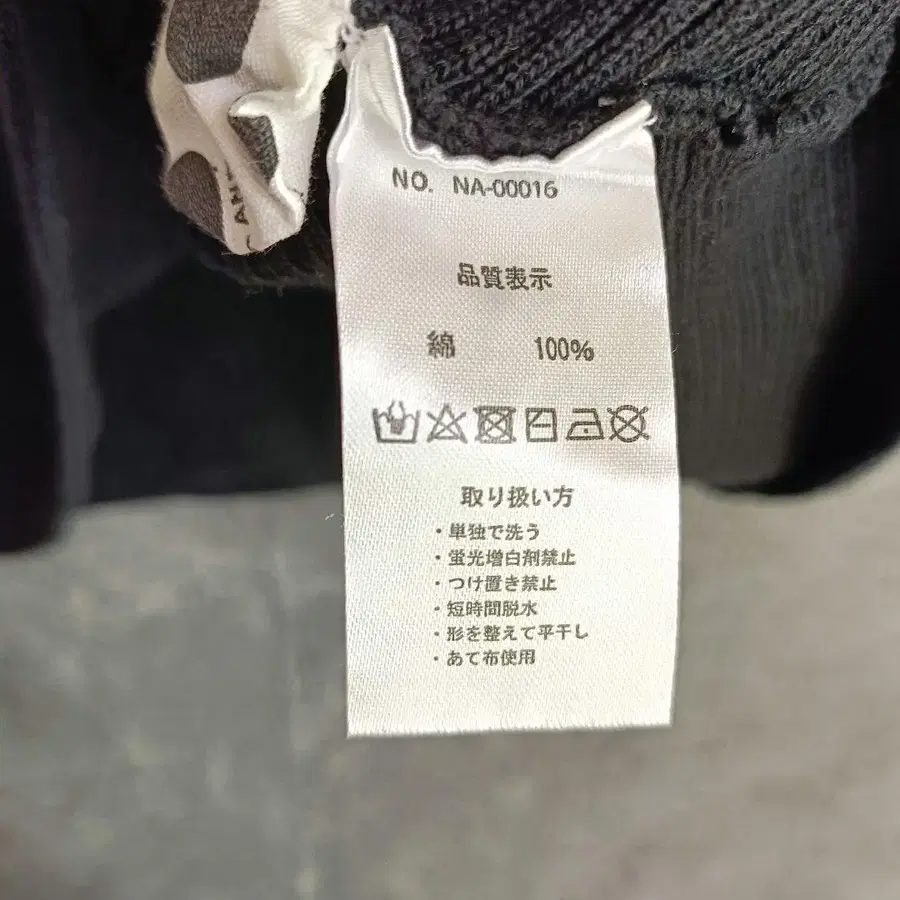 NO. NA-00016
品質表示
綿 100%
取り扱い方
・単独で洗う
・蛍光増白剤禁止
・つけ置き禁止
・短時間脱水
・形を整えて平干し
・あて布使用